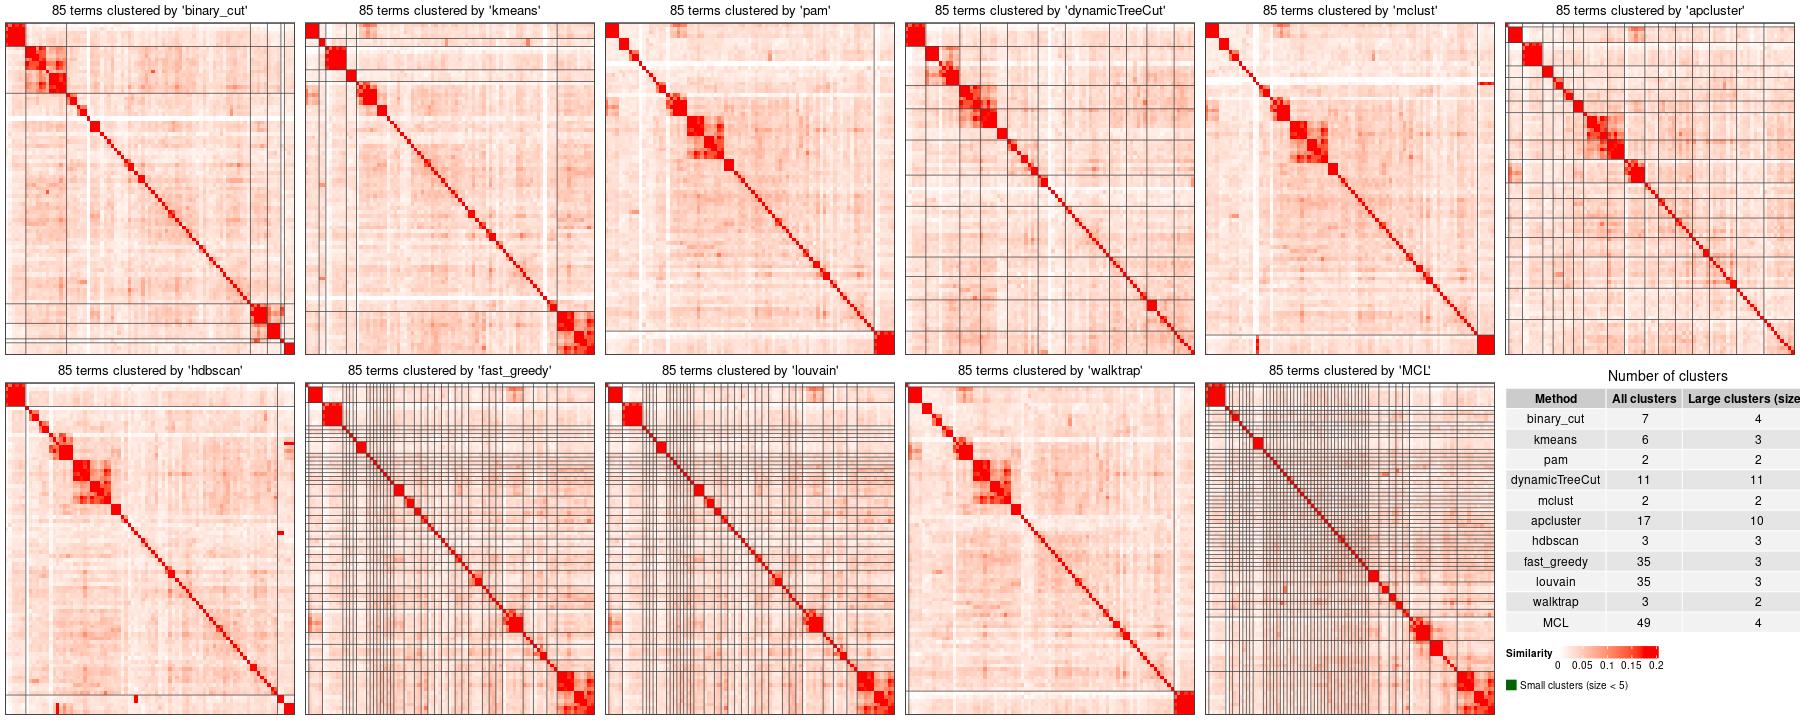 85 terms clustered by 'binary_cut'
85 terms clustered by 'kmeans'
85 terms clustered by 'pam'
85 terms clustered by 'dynamicTreeCut'
85 terms clustered by 'mclust'
85 terms clustered by 'apcluster'
85 terms clustered by 'hdbscan'
85 terms clustered by 'fast_greedy'
85 terms clustered by 'louvain'
85 terms clustered by 'walktrap'
85 terms clustered by 'MCL'
Number of clusters
Method All clusters Large clusters (size
binary_cut 7 4
kmeans 6 3
pam 2 2
dynamicTreeCut 11 11
mclust 2 2
apcluster 17 10
hdbscan 3 3
fast_greedy 35 3
louvain 35 3
walktrap 3 2
MCL 49 4
Similarity
0 0.05 0.1 0.15 0.2
Small clusters (size < 5)